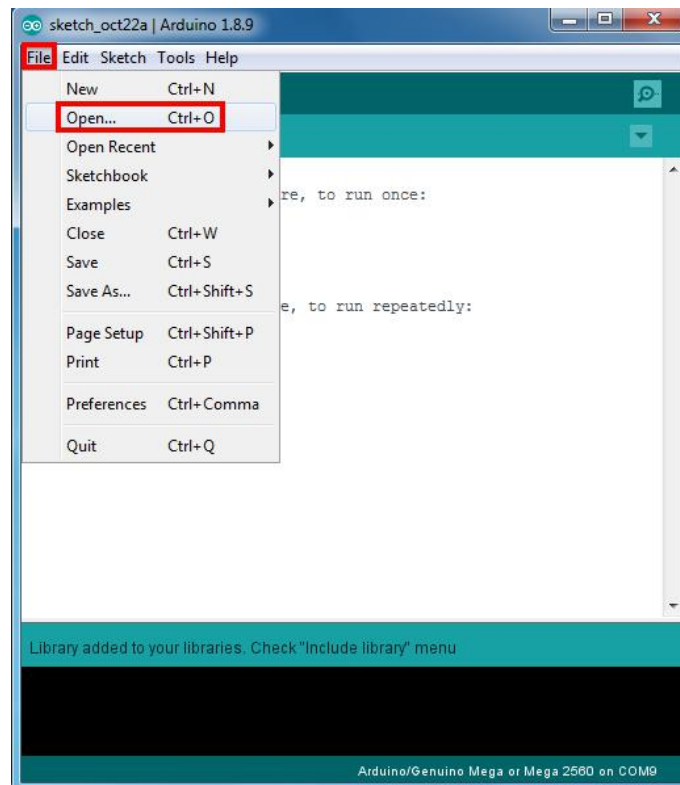 sketch_oct22a | Arduino 1.8.9
File Edit Sketch Tools Help
New Ctrl+N
Open... Ctrl+O
Open Recent
Sketchbook
Examples
Close Ctrl+W
Save Ctrl+S
Save As... Ctrl+Shift+S
Page Setup Ctrl+Shift+P
Print Ctrl+P
Preferences Ctrl+Comma
Quit Ctrl+Q
re, to run once:
e, to run repeatedly:
Library added to your libraries. Check "Include library" menu
Arduino/Genuino Mega or Mega 2560 on COM9